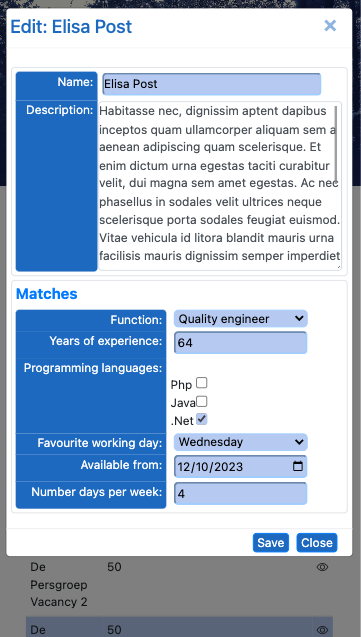 Edit: Elisa Post ×
Name: Elisa Post
Description: Habitasse nec, dignissim aptent dapibus
inceptos quam ullamcorper aliquam sem a
aenean adipiscing quam scelerisque. Et
enim dictum urna egestas taciti curabitur
velit, dui magna sem amet egestas. Ac nec
phasellus in sodales velit ultrices neque
scelerisque porta sodales feugiat euismod.
Vitae vehicula id litora blandit mauris urna
facilisis mauris dignissim semper imperdiet
Matches
Function: Quality engineer
Years of experience: 64
Programming languages:
Php
Java
.Net
Favourite working day: Wednesday
Available from: 12/10/2023
Number days per week: 4
Save Close
De 50
Persgroep
Vacancy 2
De 50